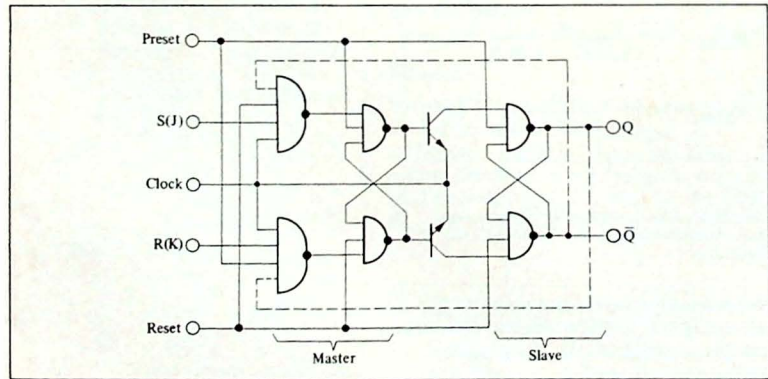 Preset
S(J)
Q
Clock
R(K)
Q̅
Reset
Master
Slave